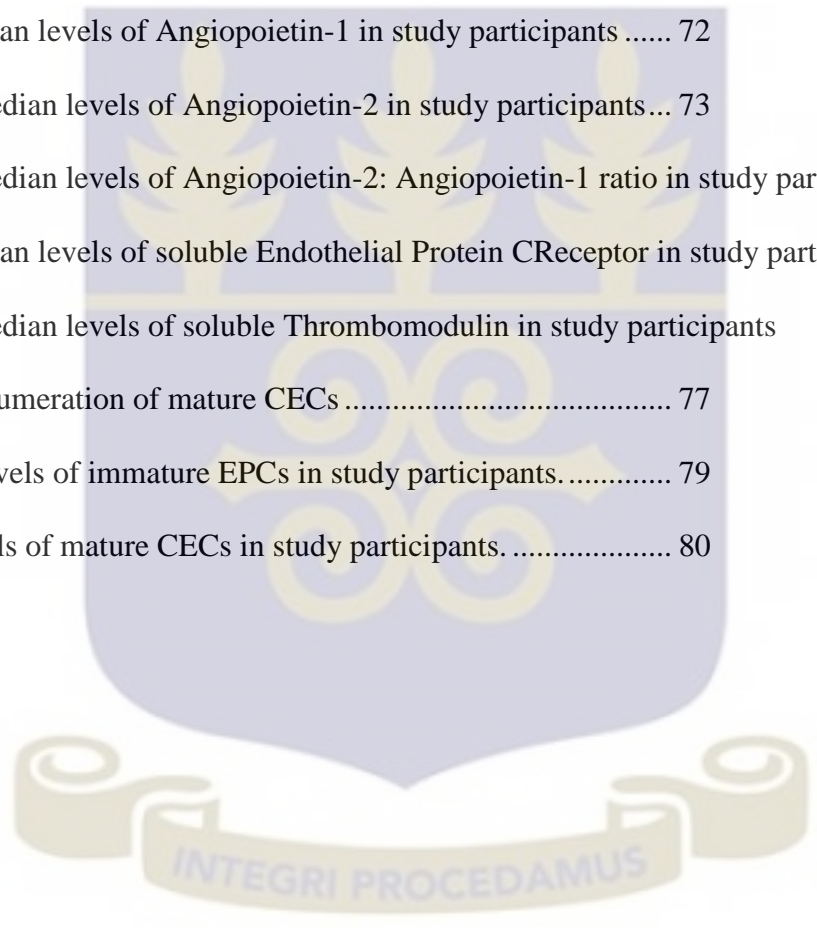 an levels of Angiopoietin-1 in study participants ...... 72
edian levels of Angiopoietin-2 in study participants... 73
edian levels of Angiopoietin-2: Angiopoietin-1 ratio in study par
an levels of soluble Endothelial Protein CReceptor in study part
edian levels of soluble Thrombomodulin in study participants
umeration of mature CECs ......................................... 77
vels of immature EPCs in study participants. ............. 79
ls of mature CECs in study participants. .................... 80
INTEGRI PROCEDAMUS